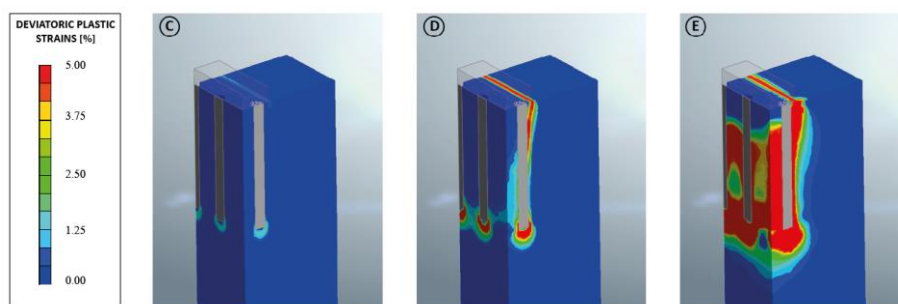 DEVIATORIC PLASTIC
STRAINS [%]
5.00
3.75
2.50
1.25
0.00
C
D
E